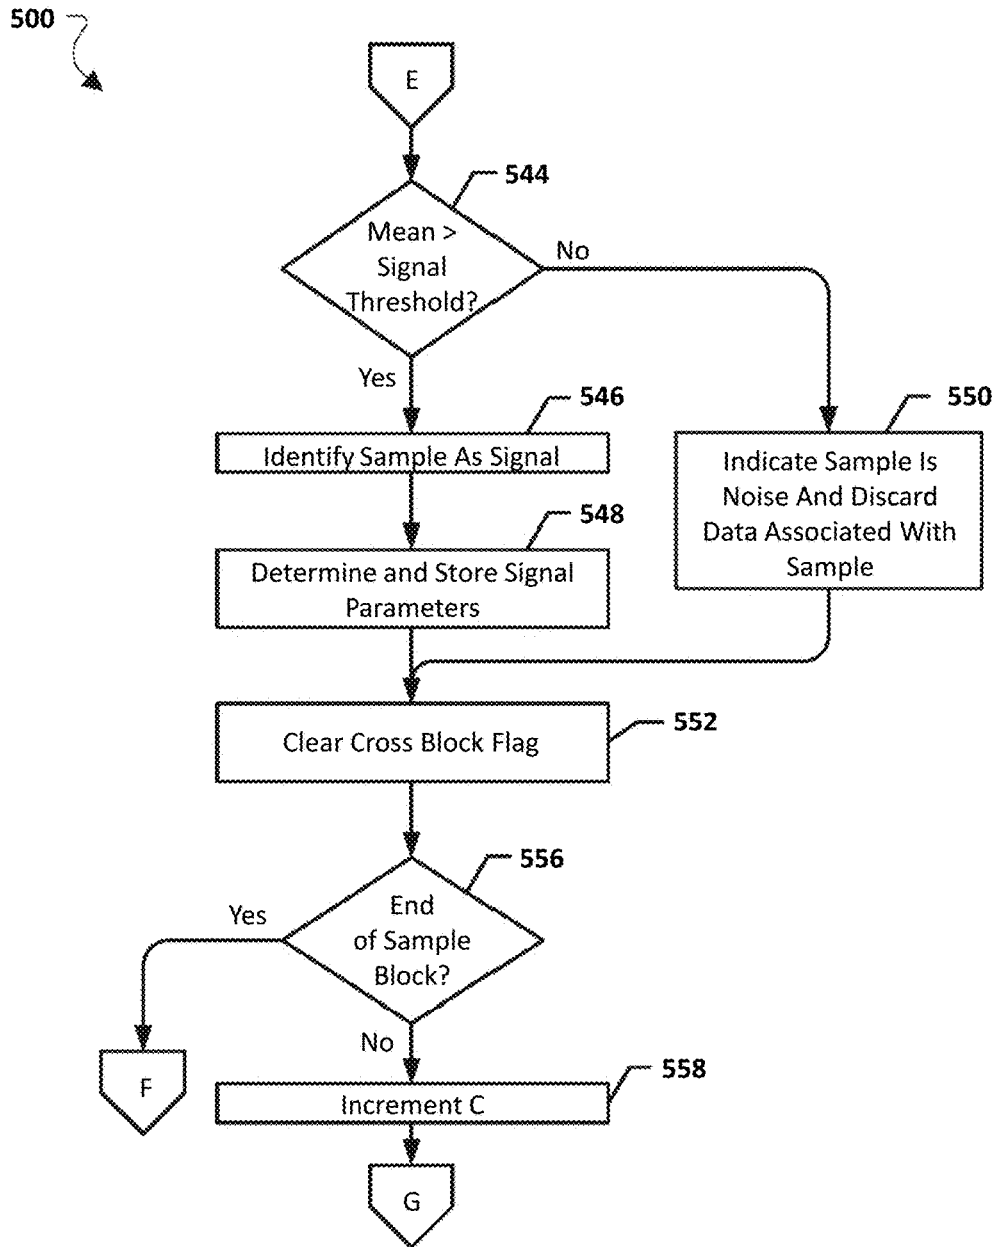 500
E
544
Mean >
Signal
Threshold?
No
Yes
546
Identify Sample As Signal
550
Indicate Sample Is
Noise And Discard
Data Associated With
Sample
548
Determine and Store Signal
Parameters
552
Clear Cross Block Flag
556
End
of Sample
Block?
Yes
No
F
558
Increment C
G